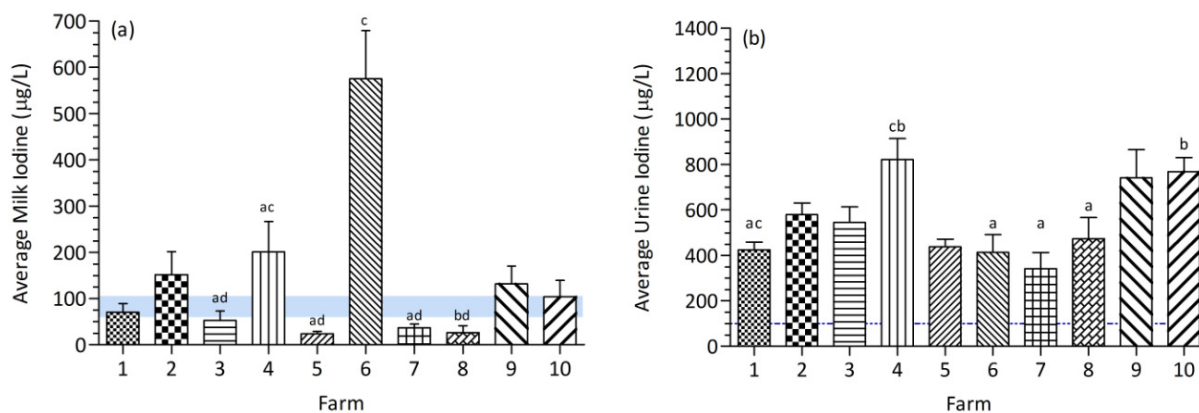 (a)
Average Milk Iodine (µg/L)
700
600
500
400
300
200
100
0
ad
ac
ad
c
ad
bd
1 2 3 4 5 6 7 8 9 10
Farm
(b)
Average Urine Iodine (µg/L)
1400
1200
1000
800
600
400
200
0
ac
cb
a
a
a
b
1 2 3 4 5 6 7 8 9 10
Farm